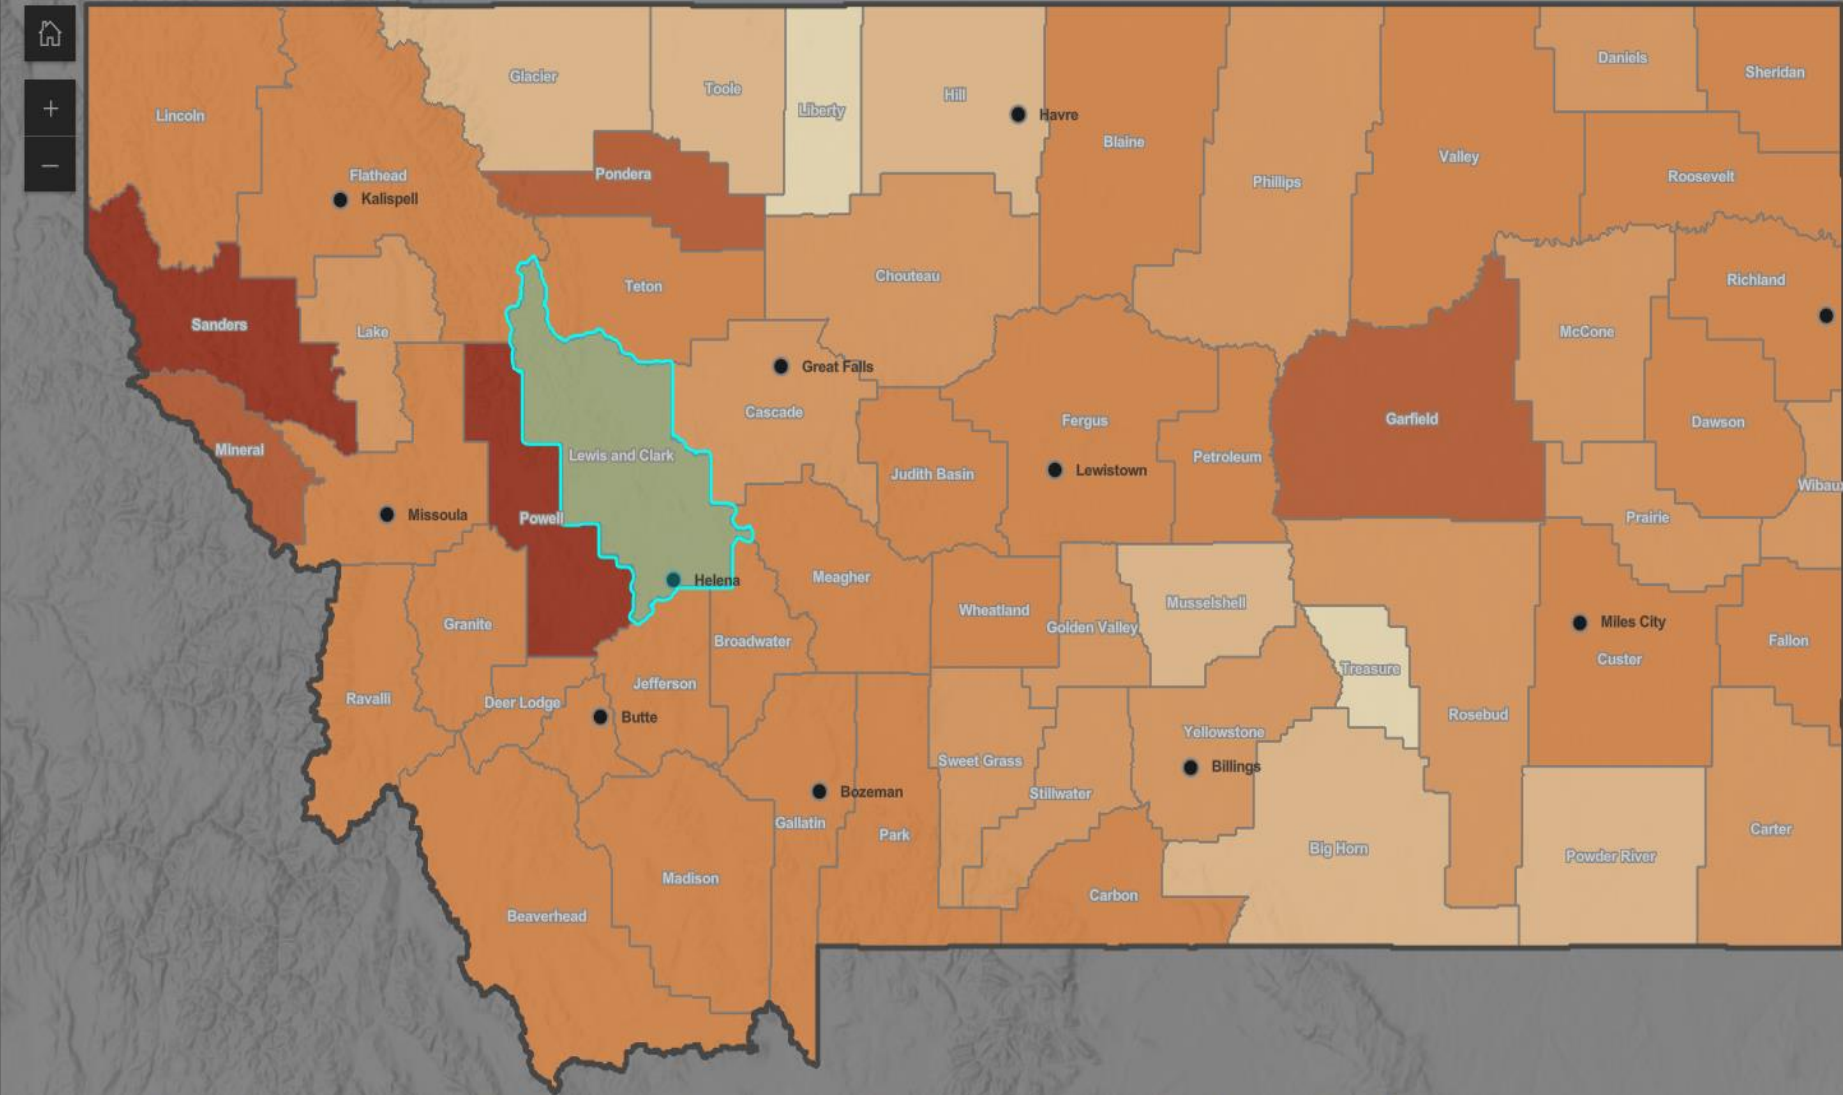 +
−
Glacier
Toole
Liberty
Hill
Havre
Daniels
Sheridan
Lincoln
Blaine
Valley
Phillips
Roosevelt
Flathead
Kalispell
Pondera
Teton
Chouteau
Richland
Sanders
Lake
McCone
Great Falls
Cascade
Fergus
Garfield
Dawson
Mineral
Lewis and Clark
Judith Basin
Lewistown
Petroleum
Wibau
Missoula
Powell
Prairie
Helena
Meagher
Wheatland
Musselshell
Golden Valley
Miles City
Custer
Fallon
Granite
Broadwater
Treasure
Ravalli
Deer Lodge
Jefferson
Butte
Rosebud
Yellowstone
Billings
Sweet Grass
Stillwater
Bozeman
Gallatin
Park
Big Horn
Powder River
Carter
Madison
Carbon
Beaverhead